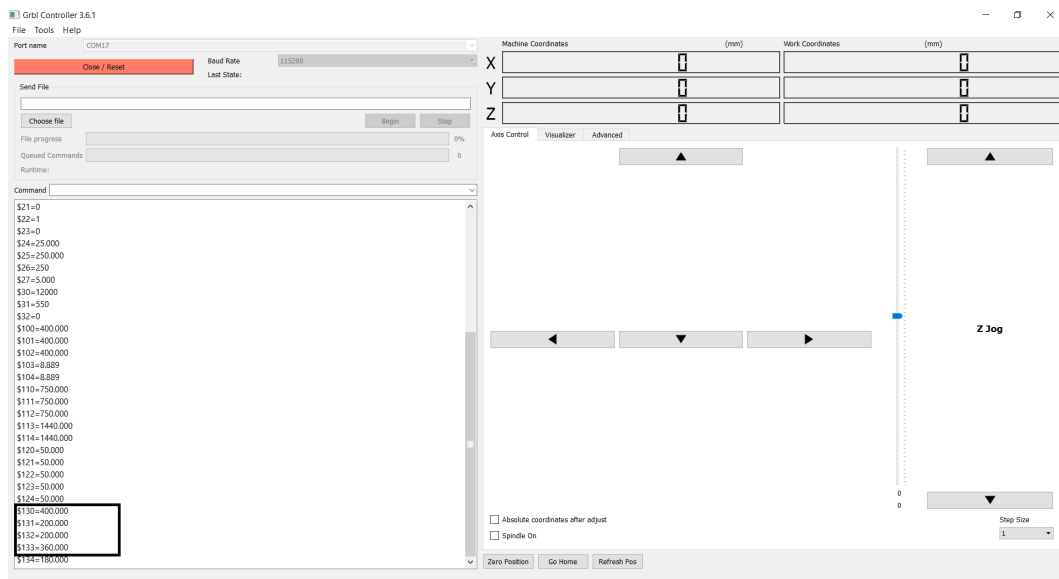 Grbl Controller 3.6.1
File Tools Help
Port name COM17
Close / Reset
Baud Rate 115200
Last State:
Send File
Choose file Begin Stop
File progress 0%
Queued Commands 0
Runtime:
Command
$21=0
$22=1
$23=0
$24=25.000
$25=250.000
$26=250
$27=5.000
$30=12000
$31=550
$32=0
$100=400.000
$101=400.000
$102=400.000
$103=8.889
$104=8.889
$110=750.000
$111=750.000
$112=750.000
$113=1440.000
$114=1440.000
$120=50.000
$121=50.000
$122=50.000
$123=50.000
$124=50.000
$130=400.000
$131=200.000
$132=200.000
$133=360.000
$134=180.000
Machine Coordinates (mm) Work Coordinates (mm)
X 0 0
Y 0 0
Z 0 0
Axis Control Visualizer Advanced
Z Jog
0
0
Absolute coordinates after adjust
Spindle On
Step Size
1
Zero Position Go Home Refresh Pos